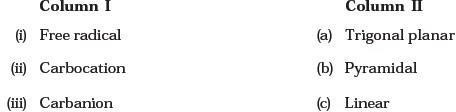 Column I Column II
(i) Free radical (a) Trigonal planar
(ii) Carbocation (b) Pyramidal
(iii) Carbanion (c) Linear